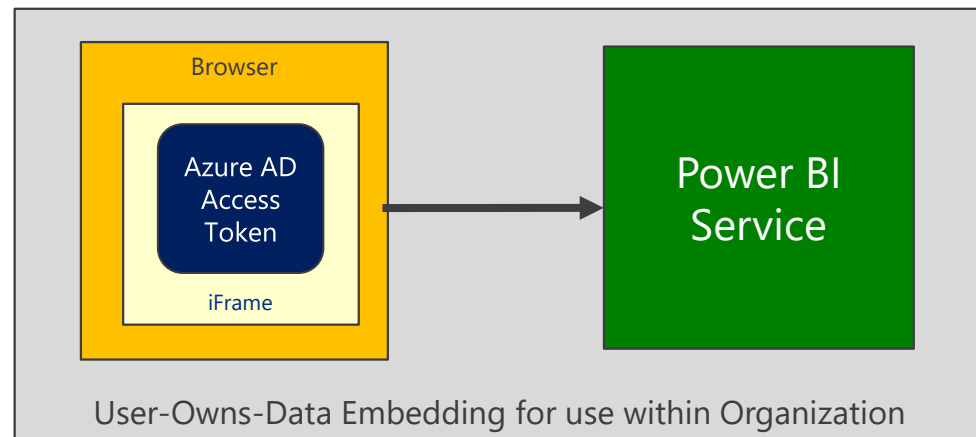 Browser
Azure AD
Access
Token
iFrame
Power BI
Service
User-Owns-Data Embedding for use within Organization